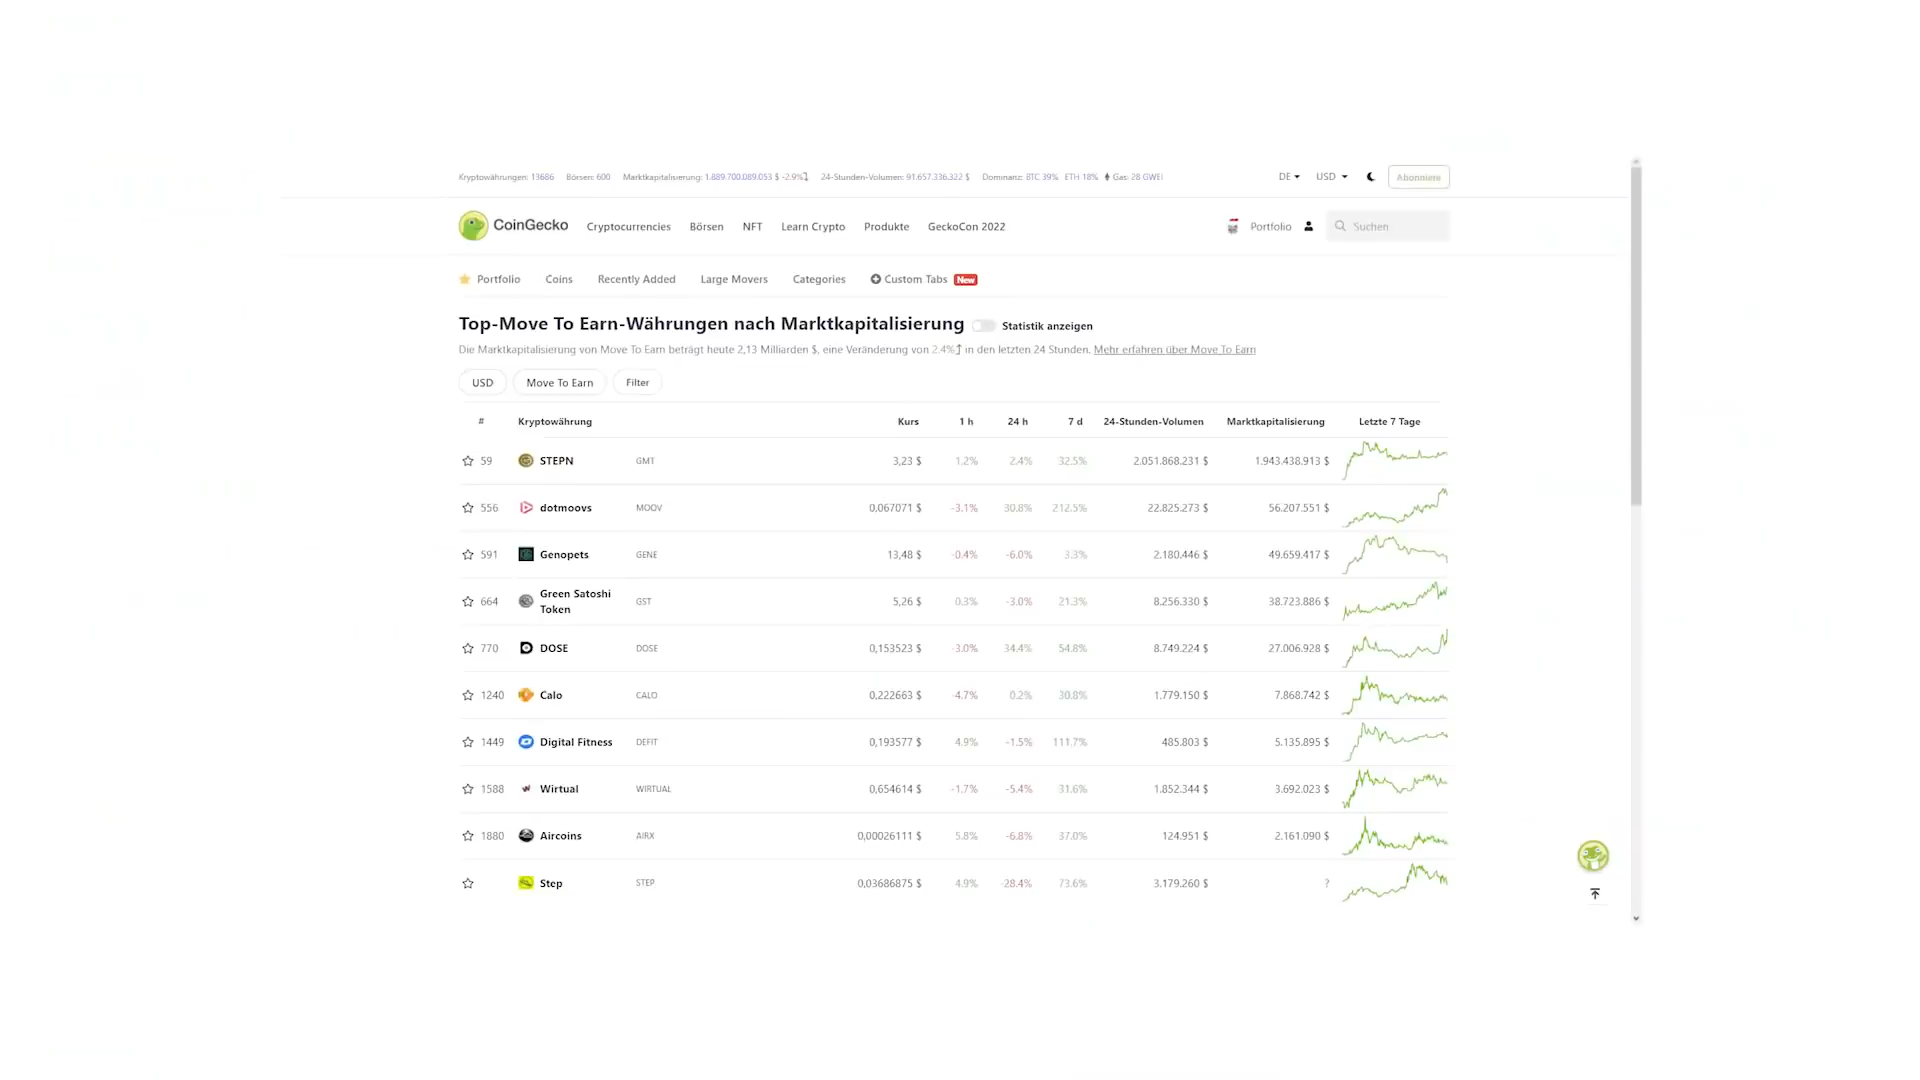 Kryptowährungen: 13686 Börsen: 600 Marktkapitalisierung: 1.889.700.089.053 $ -2.9% 24-Stunden-Volumen: 91.657.336.322 $ Dominanz: BTC 39% ETH 18% Gas: 28 GWEI DE USD Abonniere
CoinGecko Cryptocurrencies Börsen NFT Learn Crypto Produkte GeckoCon 2022 Portfolio Suchen
Portfolio Coins Recently Added Large Movers Categories Custom Tabs New
Top-Move To Earn-Währungen nach Marktkapitalisierung Statistik anzeigen
Die Marktkapitalisierung von Move To Earn beträgt heute 2,13 Milliarden $, eine Veränderung von 2.4% in den letzten 24 Stunden. Mehr erfahren über Move To Earn
USD Move To Earn Filter
# Kryptowährung Kurs 1 h 24 h 7 d 24-Stunden-Volumen Marktkapitalisierung Letzte 7 Tage
59 STEPN GMT 3,23 $ 1.2% 2.4% 32.5% 2.051.868.231 $ 1.943.438.913 $
556 dotmoovs MOOV 0,067071 $ -3.1% 30.8% 212.5% 22.825.273 $ 56.207.551 $
591 Genopets GENE 13,48 $ -0.4% -6.0% 3.3% 2.180.446 $ 49.659.417 $
664 Green Satoshi Token GST 5,26 $ 0.3% -3.0% 21.3% 8.256.330 $ 38.723.886 $
770 DOSE DOSE 0,153523 $ -3.0% 34.4% 54.8% 8.749.224 $ 27.006.928 $
1240 Calo CALO 0,222663 $ -4.7% 0.2% 30.8% 1.779.150 $ 7.868.742 $
1449 Digital Fitness DEFIT 0,193577 $ 4.9% -1.5% 111.7% 485.803 $ 5.135.895 $
1588 Wirtual WIRTUAL 0,654614 $ -1.7% -5.4% 31.6% 1.852.344 $ 3.692.023 $
1880 Aircoins AIRX 0,00026111 $ 5.8% -6.8% 37.0% 124.951 $ 2.161.090 $
Step STEP 0,03686875 $ 4.9% -28.4% 73.6% 3.179.260 $ ?